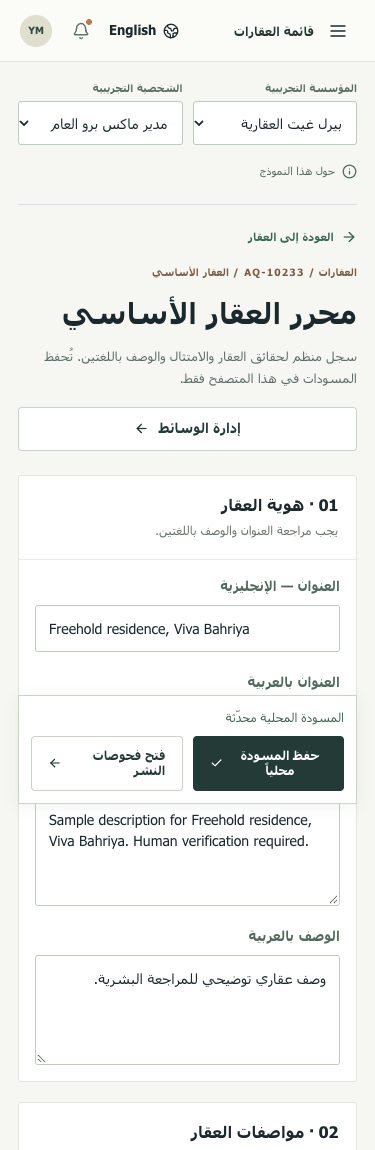 قائمة العقارات
English
YM
المؤسسة التجريبية
الشخصية التجريبية
بيرل غيت العقارية
مدير ماكس برو العام
حول هذا النموذج
العودة إلى العقار
العقارات / AQ-10233 / العقار الأساسي
محرر العقار الأساسي
سجل منظم لحقائق العقار والامتثال والوصف باللغتين. تُحفظ
المسودات في هذا المتصفح فقط.
إدارة الوسائط
01 · هوية العقار
يجب مراجعة العنوان والوصف باللغتين.
العنوان — الإنجليزية
Freehold residence, Viva Bahriya
العنوان بالعربية
المسودة المحلية محدّثة
حفظ المسودة
محلياً
فتح فحوصات
النشر
Sample description for Freehold residence,
Viva Bahriya. Human verification required.
الوصف بالعربية
وصف عقاري توضيحي للمراجعة البشرية.
02 · مواصفات العقار